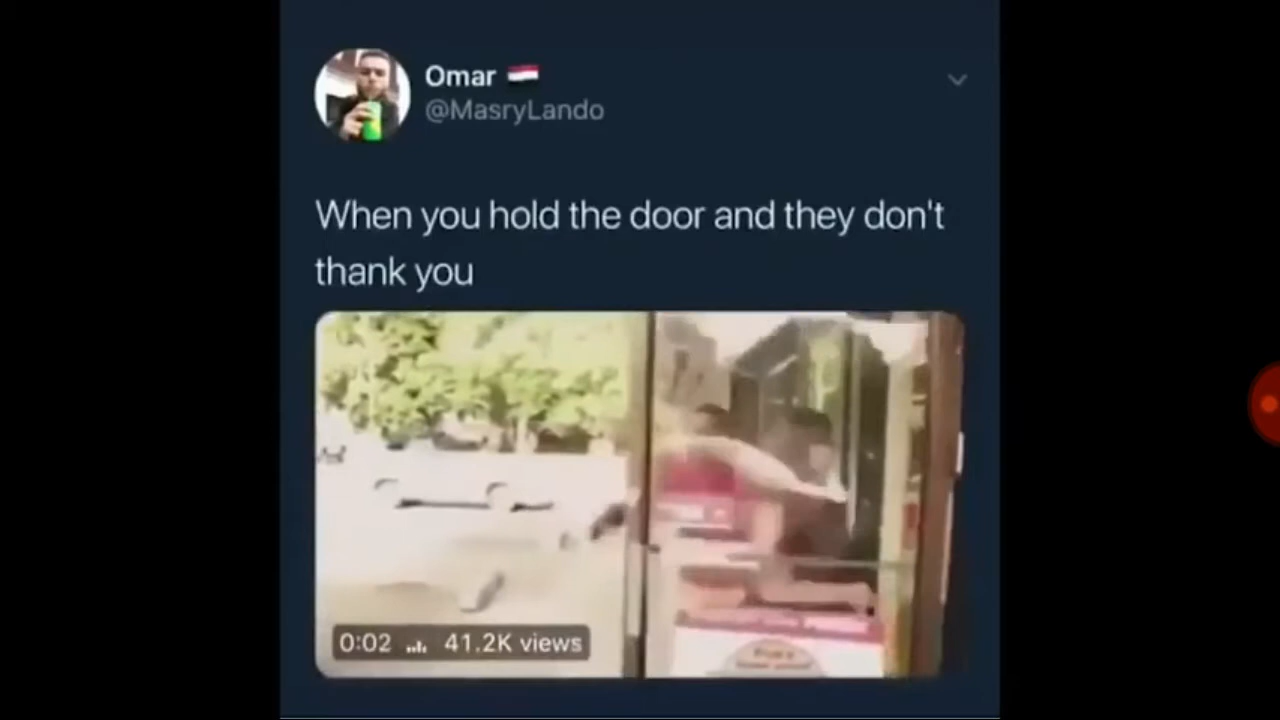 Omar
@MasryLando
When you hold the door and they don't
thank you
0:02 41.2K views